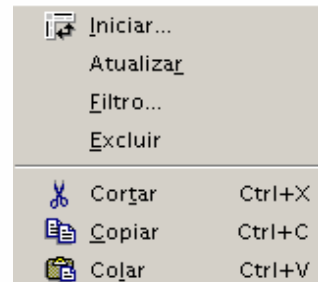 Iniciar...
Atualizar
Filtro...
Excluir
Cortar Ctrl+X
Copiar Ctrl+C
Colar Ctrl+V